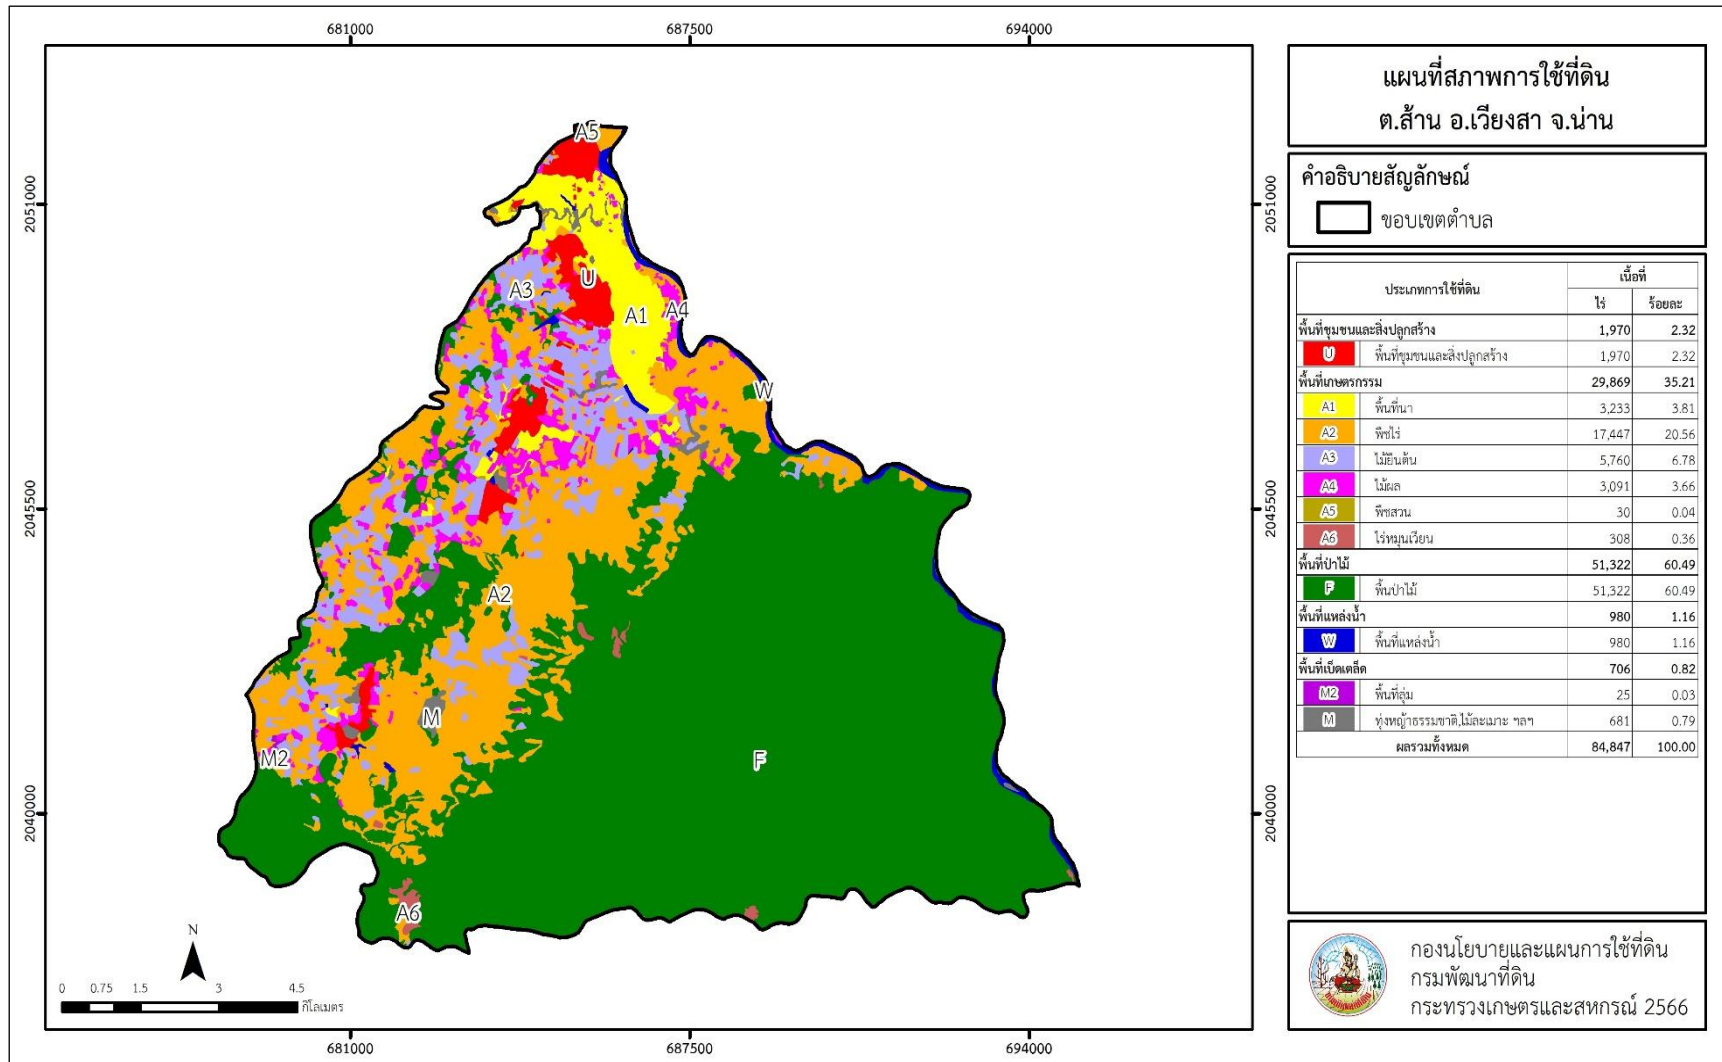 681000
687500
694000
2051000
2045500
2040000
2051000
2045500
2040000
A5
U
A3
A1
A4
W
A2
M
M2
F
A6
N
0 0.75 1.5 3 4.5
กิโลเมตร
681000
687500
694000
แผนที่สภาพการใช้ที่ดิน
ต.ส้าน อ.เวียงสา จ.น่าน
คำอธิบายสัญลักษณ์
ขอบเขตตำบล
ประเภทการใช้ที่ดิน เนื้อที่
ไร่ ร้อยละ
พื้นที่ชุมชนและสิ่งปลูกสร้าง 1,970 2.32
U พื้นที่ชุมชนและสิ่งปลูกสร้าง 1,970 2.32
พื้นที่เกษตรกรรม 29,869 35.21
A1 พื้นที่นา 3,233 3.81
A2 พืชไร่ 17,447 20.56
A3 ไม้ยืนต้น 5,760 6.78
A4 ไม้ผล 3,091 3.66
A5 พืชสวน 30 0.04
A6 ไร่หมุนเวียน 308 0.36
พื้นที่ป่าไม้ 51,322 60.49
F พื้นป่าไม้ 51,322 60.49
พื้นที่แหล่งน้ำ 980 1.16
W พื้นที่แหล่งน้ำ 980 1.16
พื้นที่เบ็ดเตล็ด 706 0.82
M2 พื้นที่ลุ่ม 25 0.03
M ทุ่งหญ้าธรรมชาติ,ไม้ละเมาะ ฯลฯ 681 0.79
ผลรวมทั้งหมด 84,847 100.00
กองนโยบายและแผนการใช้ที่ดิน
กรมพัฒนาที่ดิน
กระทรวงเกษตรและสหกรณ์ 2566